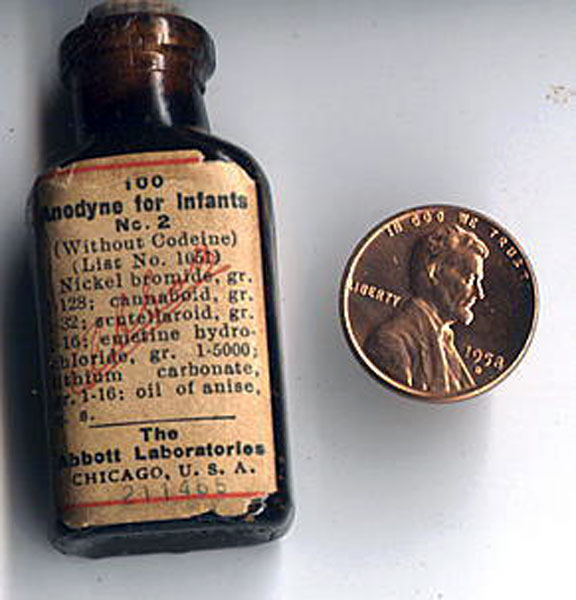 100
Anodyne for Infants
No. 2
(Without Codeine)
(List No. 1051)
Nickel bromide, gr.
128; cannaboid, gr.
32; scutellaroid, gr.
16; emetine hydro-
chloride, gr. 1-5000;
lithium carbonate,
gr. 1-16; oil of anise,
s.
The
Abbott Laboratories
CHICAGO, U. S. A.
211465
IN GOD WE TRUST
LIBERTY
195